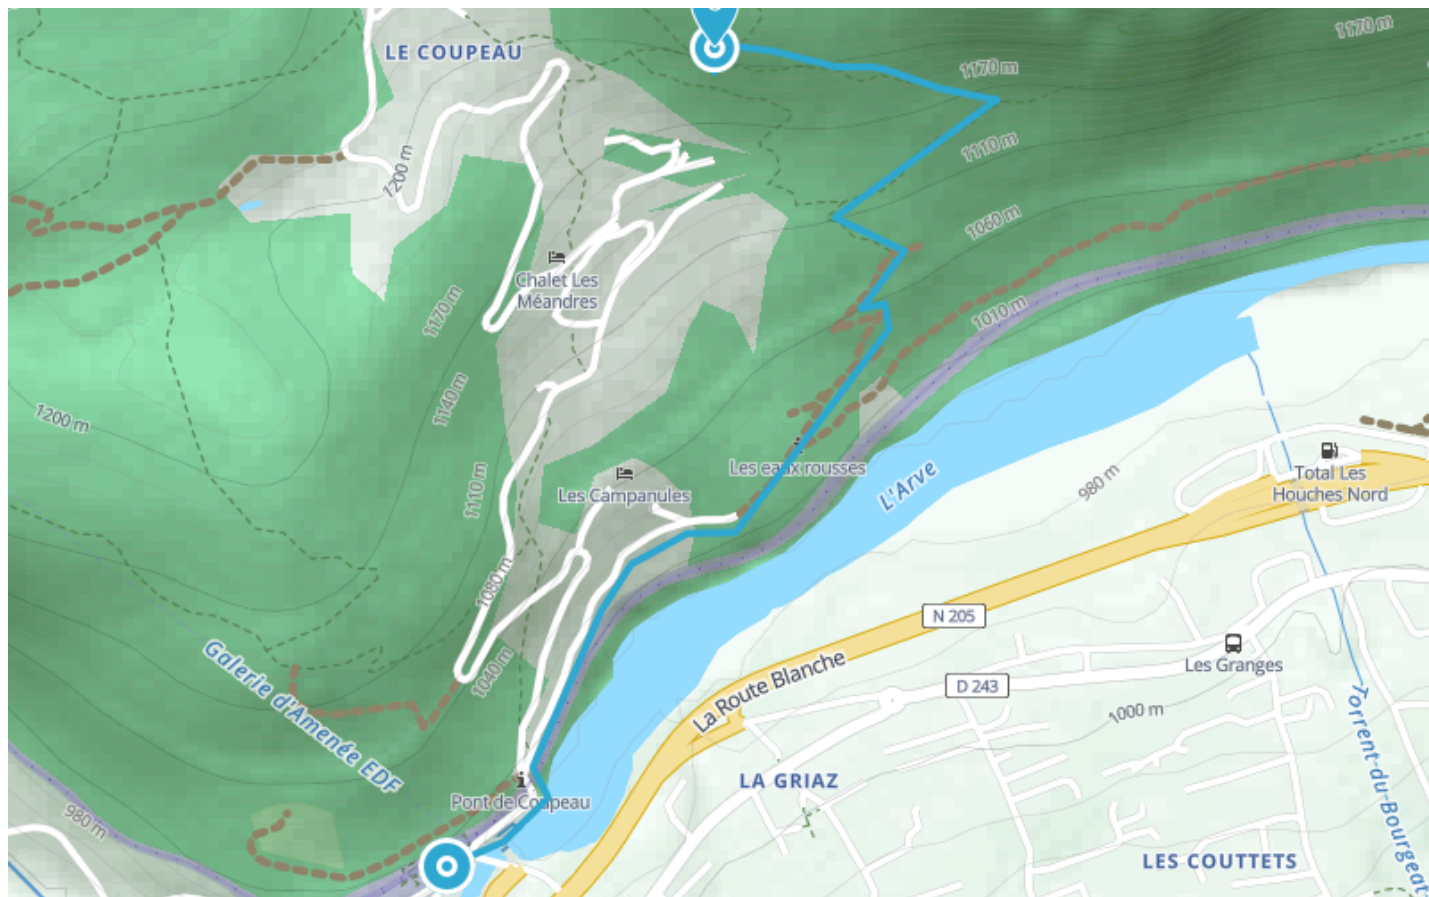 1170 m
LE COUPEAU
1170 m
1110 m
1200 m
1060 m
Chalet Les
Méandres
1170 m
1010 m
1140 m
1200 m
Les eaux rousses
L'Arve
980 m
Total Les
Houches Nord
1110 m
Les Campanules
1080 m
N 205
Les Granges
Galerie d'Amenée EDF
1040 m
La Route Blanche
D 243
1000 m
Torrent-du-Bourgeat
LA GRIAZ
Pont de Coupeau
980 m
LES COUTTETS